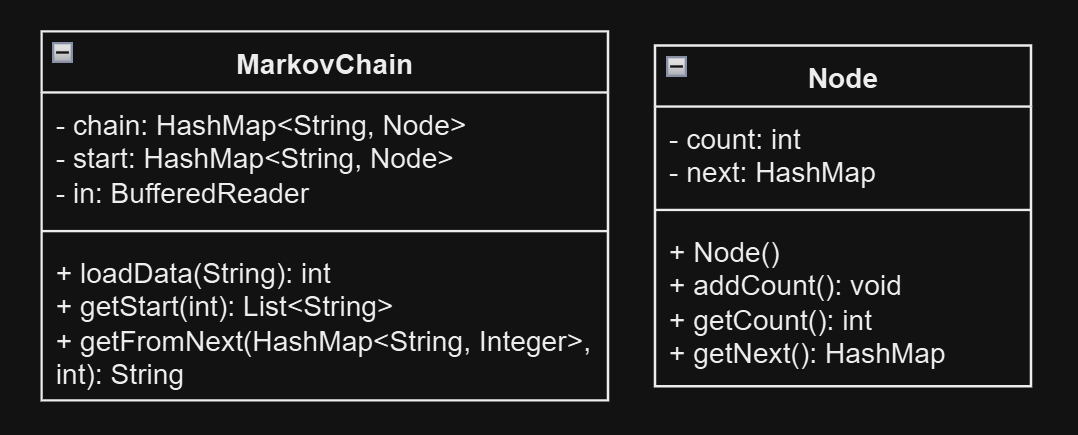 MarkovChain
- chain: HashMap<String, Node>
- start: HashMap<String, Node>
- in: BufferedReader
+ loadData(String): int
+ getStart(int): List<String>
+ getFromNext(HashMap<String, Integer>,
int): String
Node
- count: int
- next: HashMap
+ Node()
+ addCount(): void
+ getCount(): int
+ getNext(): HashMap